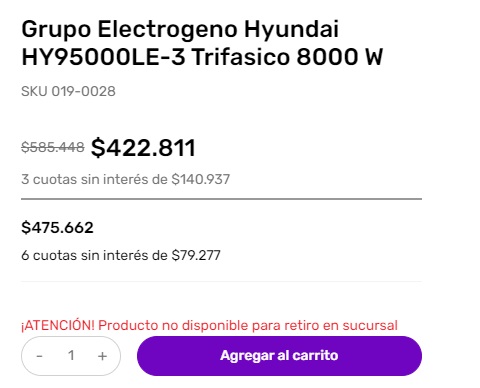 Grupo Electrogeno Hyundai
HY95000LE-3 Trifasico 8000 W
SKU 019-0028
$585.448 $422.811
3 cuotas sin interés de $140.937
$475.662
6 cuotas sin interés de $79.277
¡ATENCIÓN! Producto no disponible para retiro en sucursal
- 1 + Agregar al carrito